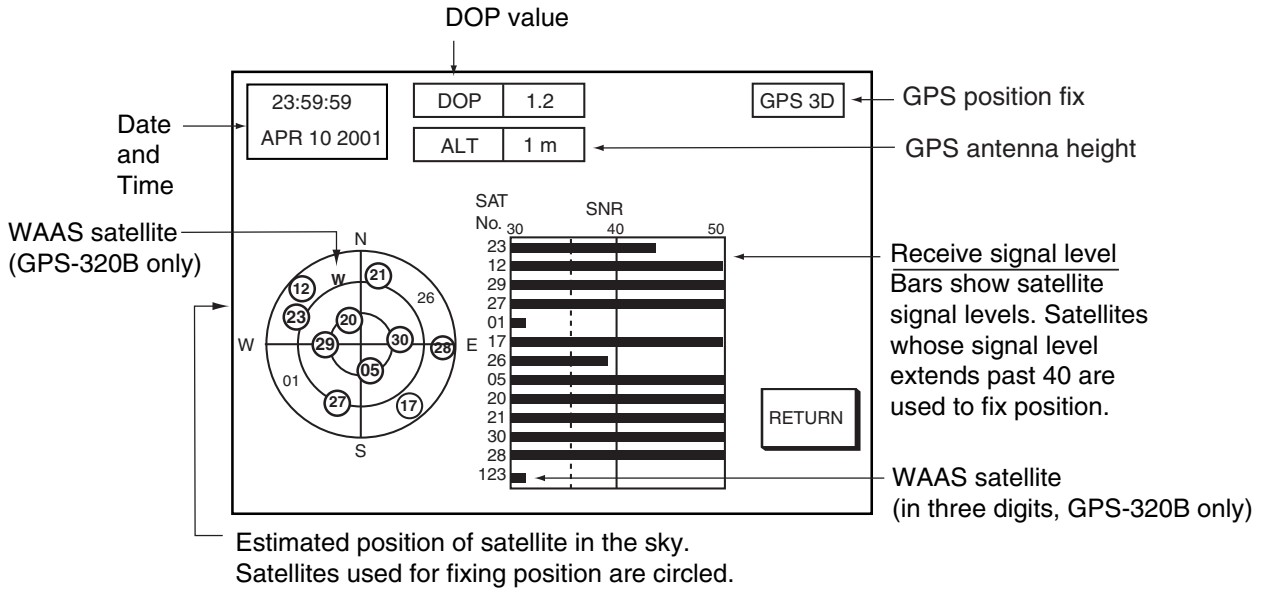 DOP value
23:59:59
APR 10 2001
DOP 1.2
ALT 1 m
GPS 3D
GPS position fix
GPS antenna height
Date
and
Time
WAAS satellite
(GPS-320B only)
N
W
E
S
W
21
12
26
23
20
29
30
28
05
01
27
17
SAT
No.
SNR
30 40 50
23
12
29
27
01
17
26
05
20
21
30
28
123
Receive signal level
Bars show satellite
signal levels. Satellites
whose signal level
extends past 40 are
used to fix position.
RETURN
WAAS satellite
(in three digits, GPS-320B only)
Estimated position of satellite in the sky.
Satellites used for fixing position are circled.